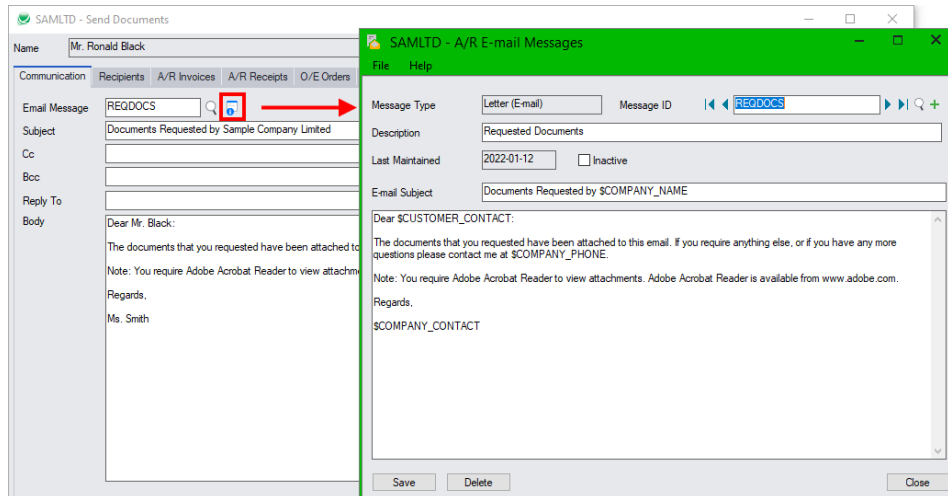 SAMLTD - Send Documents
Name Mr. Ronald Black
Communication Recipients A/R Invoices A/R Receipts O/E Orders
Email Message REQDOCS
Subject Documents Requested by Sample Company Limited
Cc
Bcc
Reply To
Body Dear Mr. Black:
The documents that you requested have been attached to
Note: You require Adobe Acrobat Reader to view attachm
Regards,
Ms. Smith
SAMLTD - A/R E-mail Messages
File Help
Message Type Letter (E-mail) Message ID REQDOCS
Description Requested Documents
Last Maintained 2022-01-12 Inactive
E-mail Subject Documents Requested by $COMPANY_NAME
Dear $CUSTOMER_CONTACT:
The documents that you requested have been attached to this email. If you require anything else, or if you have any more
questions please contact me at $COMPANY_PHONE.
Note: You require Adobe Acrobat Reader to view attachments. Adobe Acrobat Reader is available from www.adobe.com.
Regards,
$COMPANY_CONTACT
Save Delete Close